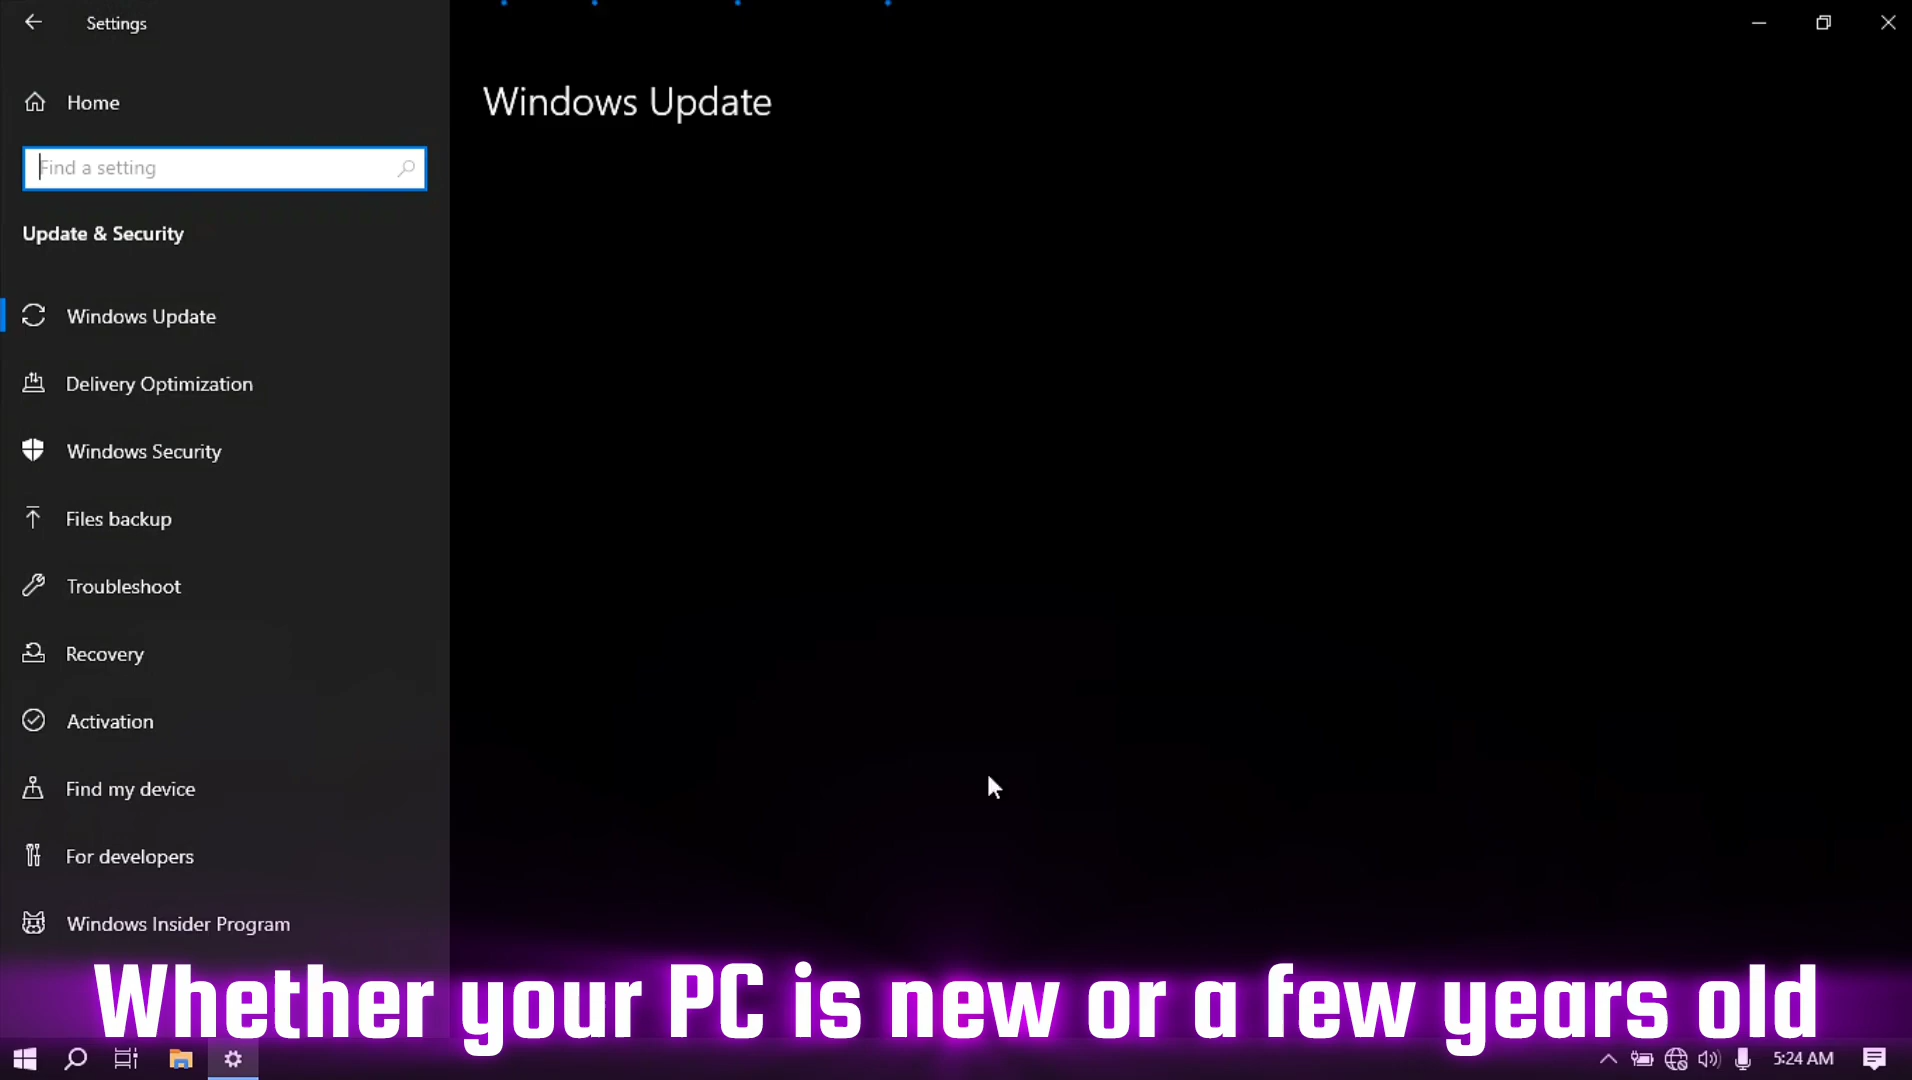 Settings
Home
Find a setting
Update & Security
Windows Update
Delivery Optimization
Windows Security
Files backup
Troubleshoot
Recovery
Activation
Find my device
For developers
Windows Insider Program
Windows Update
Whether your PC is new or a few years old
5:24 AM